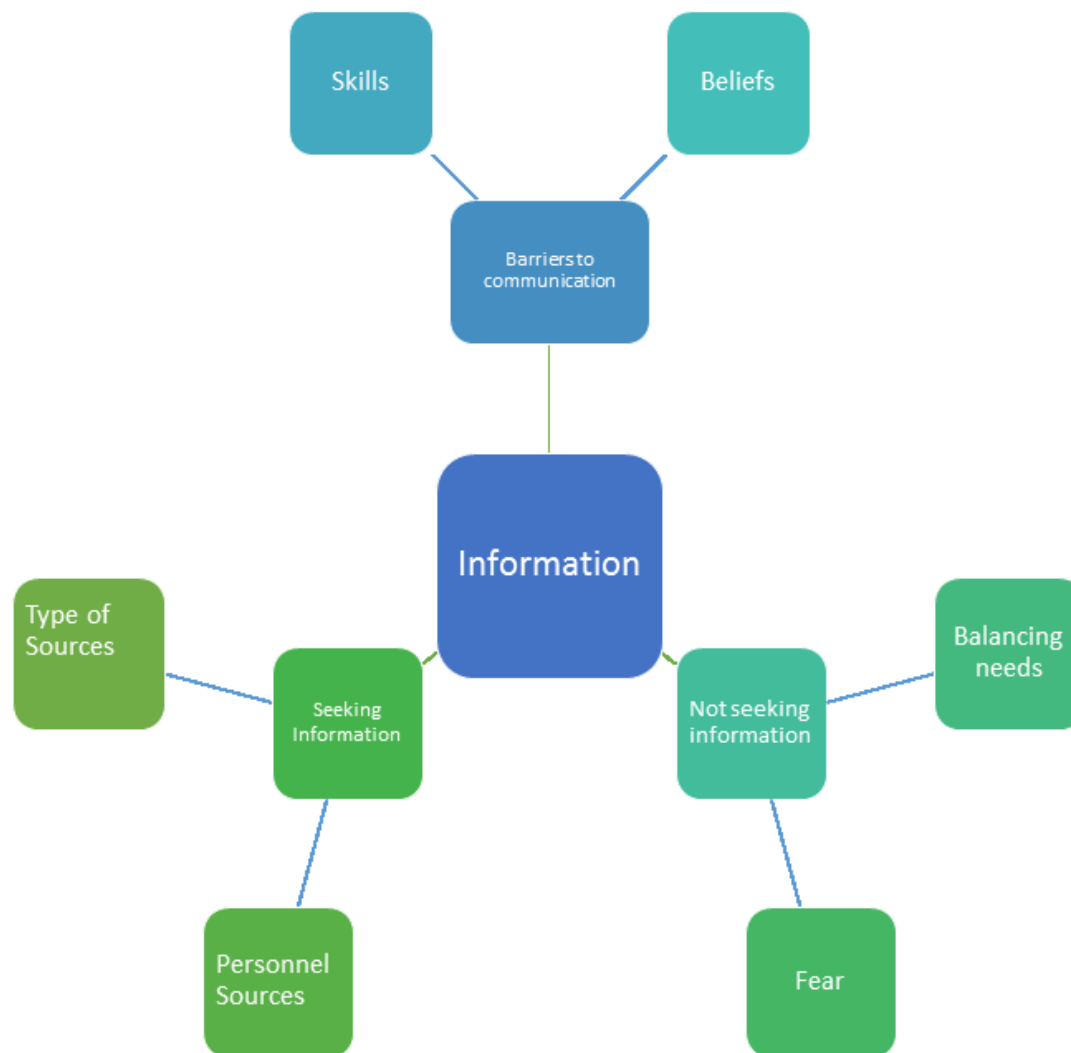 Skills
Beliefs
Barriers to
communication
Information
Type of
Sources
Seeking
Information
Not seeking
information
Balancing
needs
Personnel
Sources
Fear